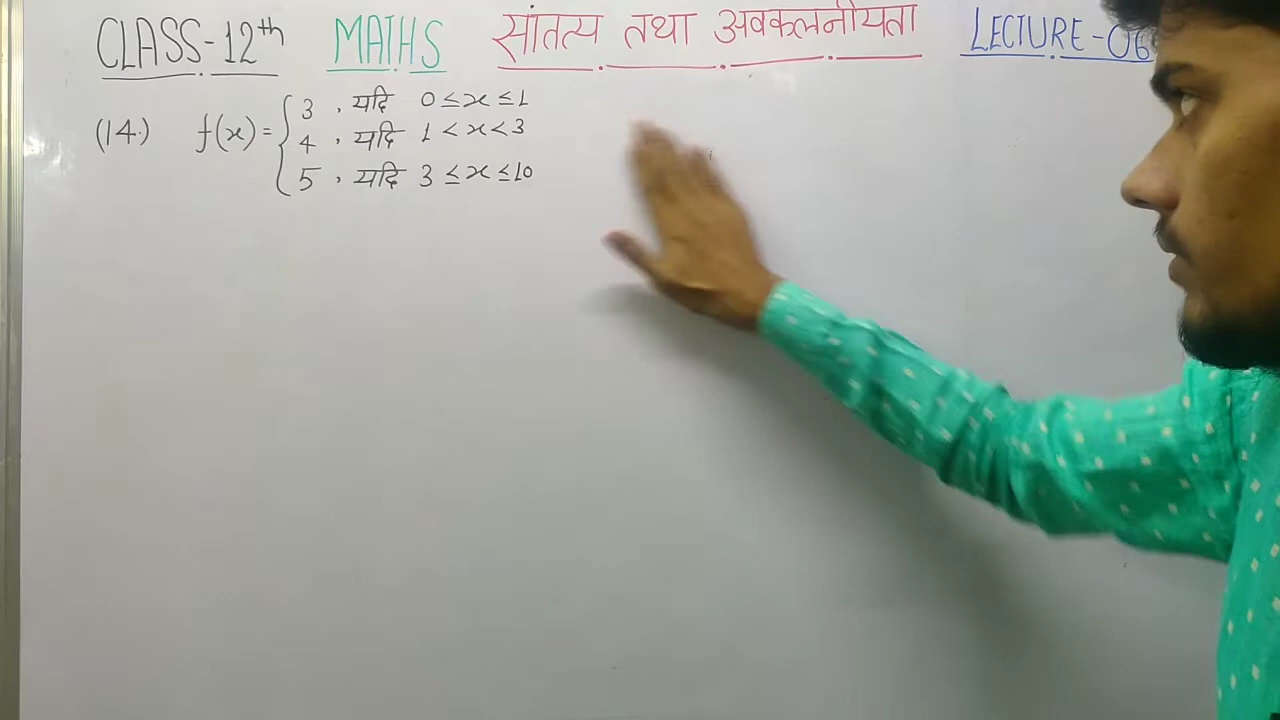 CLASS-12th MATHS सांतत्य तथा अवकलनीयता LECTURE-06
(14.) f(x)= { 3 , यदि 0≤x≤1
4 , यदि 1<x<3
5 , यदि 3≤x≤10